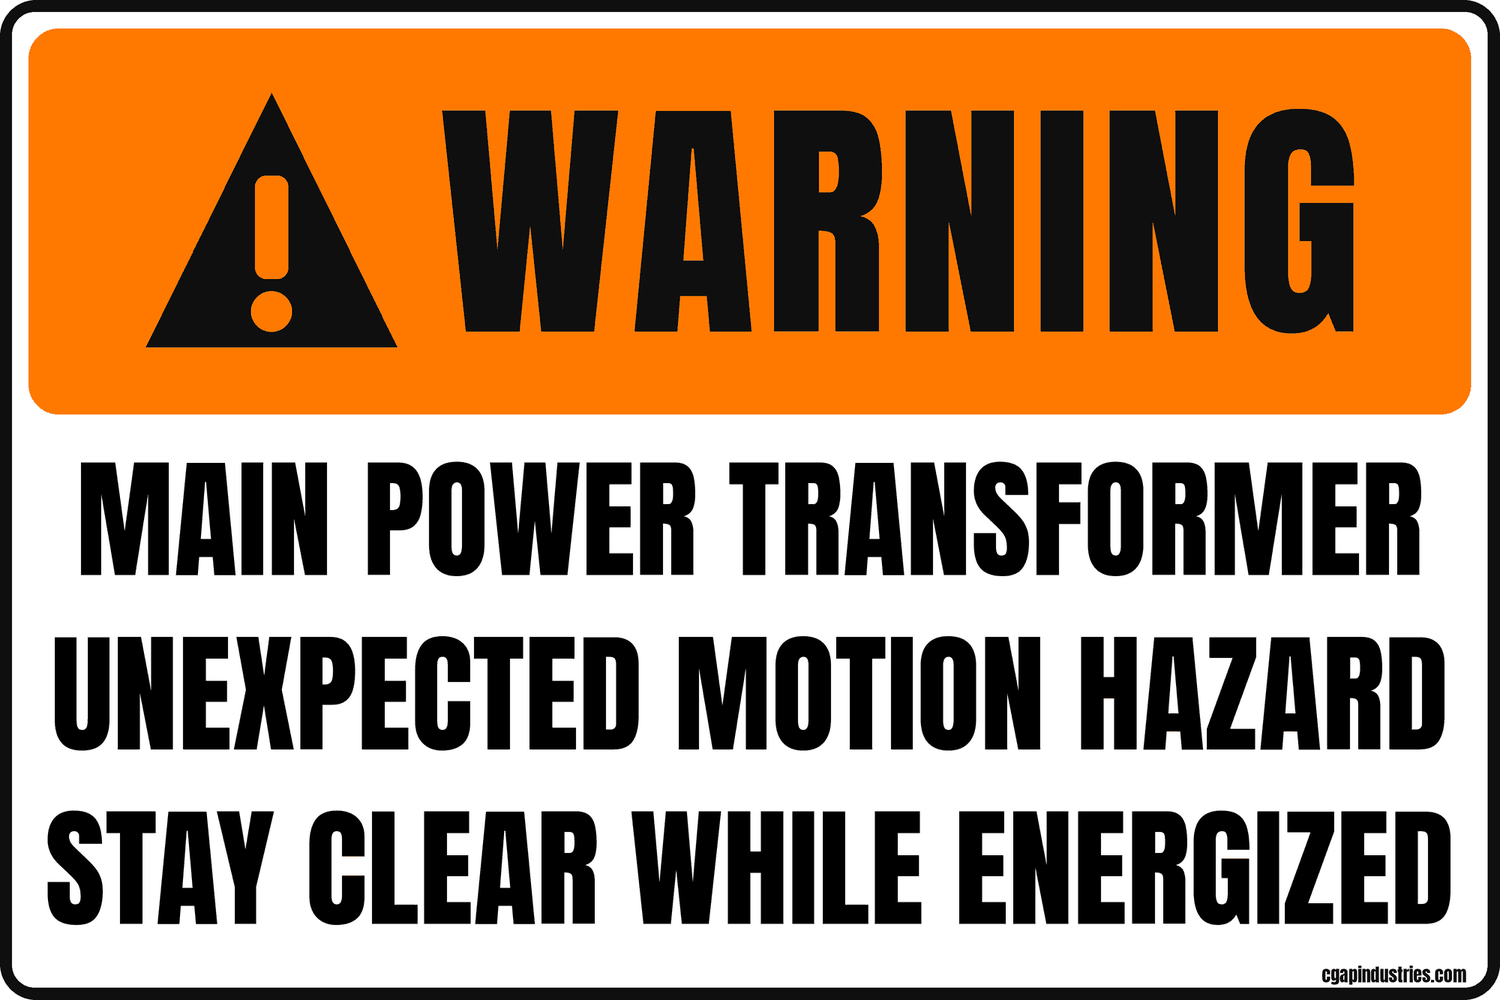 WARNING
MAIN POWER TRANSFORMER
UNEXPECTED MOTION HAZARD
STAY CLEAR WHILE ENERGIZED
cgapindustries.com